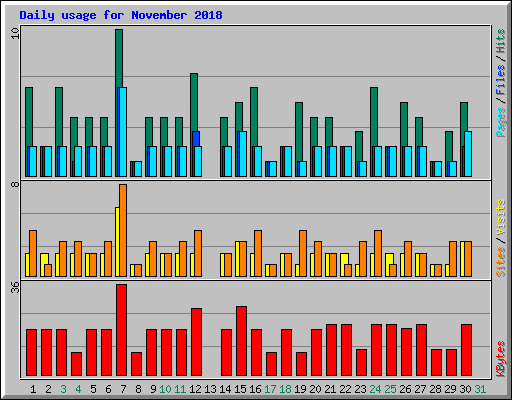 Daily usage for November 2018
10
Pages / Files / Hits
8
Sites / Visits
36
KBytes
1 2 3 4 5 6 7 8 9 10 11 12 13 14 15 16 17 18 19 20 21 22 23 24 25 26 27 28 29 30 31